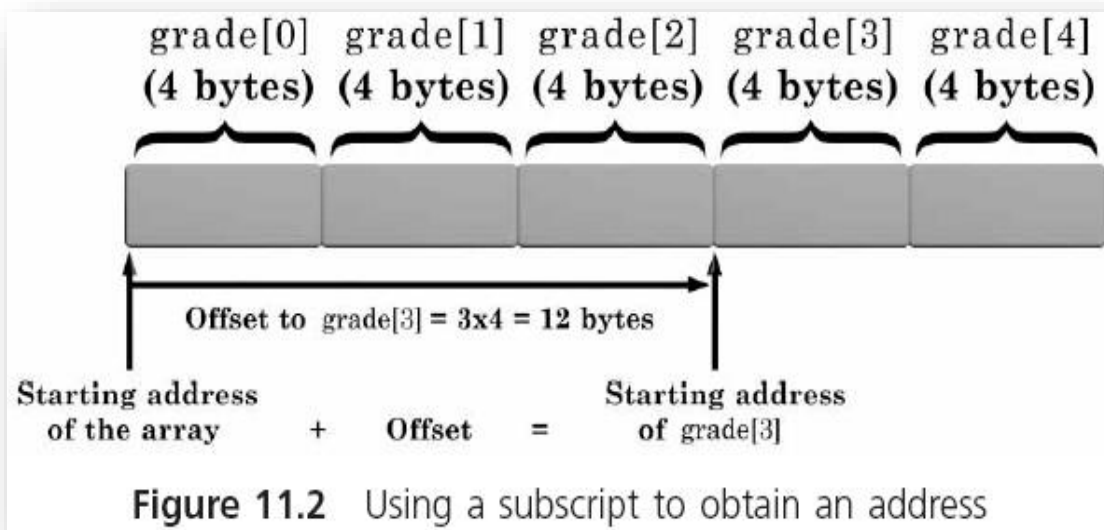 grade[0] grade[1] grade[2] grade[3] grade[4]
(4 bytes) (4 bytes) (4 bytes) (4 bytes) (4 bytes)
Offset to grade[3] = 3x4 = 12 bytes
Starting address Starting address
of the array + Offset = of grade[3]
Figure 11.2 Using a subscript to obtain an address